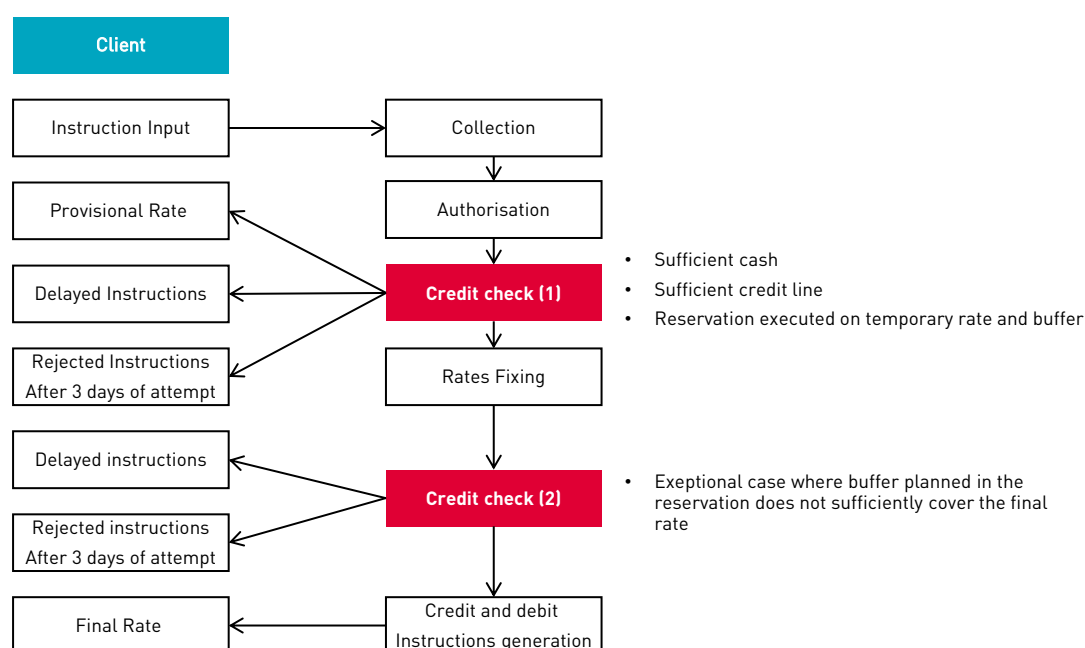 Client
Instruction Input
Collection
Provisional Rate
Authorisation
Delayed Instructions
Credit check (1)
• Sufficient cash
• Sufficient credit line
• Reservation executed on temporary rate and buffer
Rejected Instructions
After 3 days of attempt
Rates Fixing
Delayed instructions
Credit check (2)
• Exeptional case where buffer planned in the
reservation does not sufficiently cover the final
rate
Rejected instructions
After 3 days of attempt
Final Rate
Credit and debit
Instructions generation